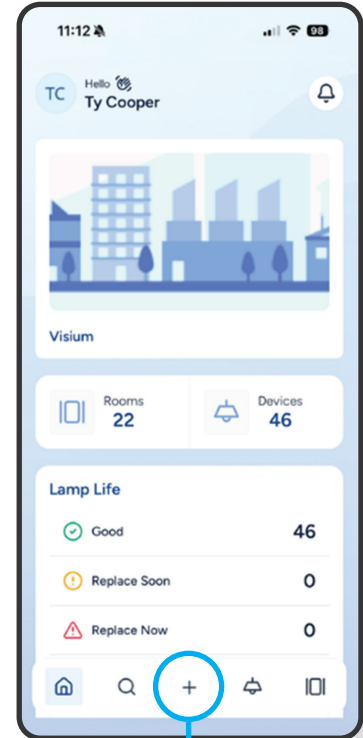 11:12
98
TC
Hello
Ty Cooper
Visium
Rooms
22
Devices
46
Lamp Life
Good 46
Replace Soon 0
Replace Now 0